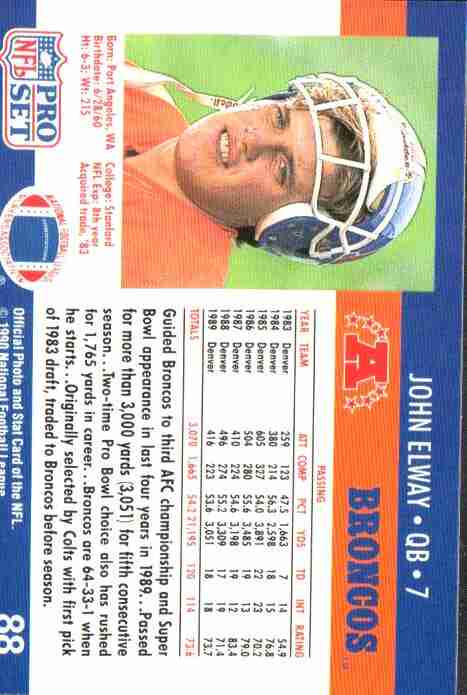 JOHN ELWAY • QB • 7
A
BRONCOS
PRO
NFL
SET
Born: Port Angeles, WA
Birthdate: 6/28/60
Ht: 6-3; Wt: 215
College: Stanford
NFL Exp: 8th year
Acquired trade, '83
PASSING
YEAR TEAM ATT COMP PCT YDS TD INT RATING
1983 Denver 259 123 47.5 1,663 7 14 54.9
1984 Denver 380 214 56.3 2,598 18 15 76.8
1985 Denver 605 327 54.0 3,891 22 23 70.2
1986 Denver 504 280 55.6 3,485 19 13 79.0
1987 Denver 410 224 54.6 3,198 19 12 83.4
1988 Denver 496 274 55.2 3,309 17 19 71.4
1989 Denver 416 223 53.6 3,051 18 18 73.7
TOTALS 3,070 1,665 54.2 21,195 120 114 73.6
Guided Broncos to third AFC championship and Super
Bowl appearance in last four years in 1989...Passed
for more than 3,000 yards (3,051) for fifth consecutive
season...Two-time Pro Bowl choice also has rushed
for 1,765 yards in career...Broncos are 64-33-1 when
he starts...Originally selected by Colts with first pick
of 1983 draft, traded to Broncos before season.
NATIONAL FOOTBALL LEAGUE
Official Photo and Stat Card of the NFL.
© 1990 National Football League
88